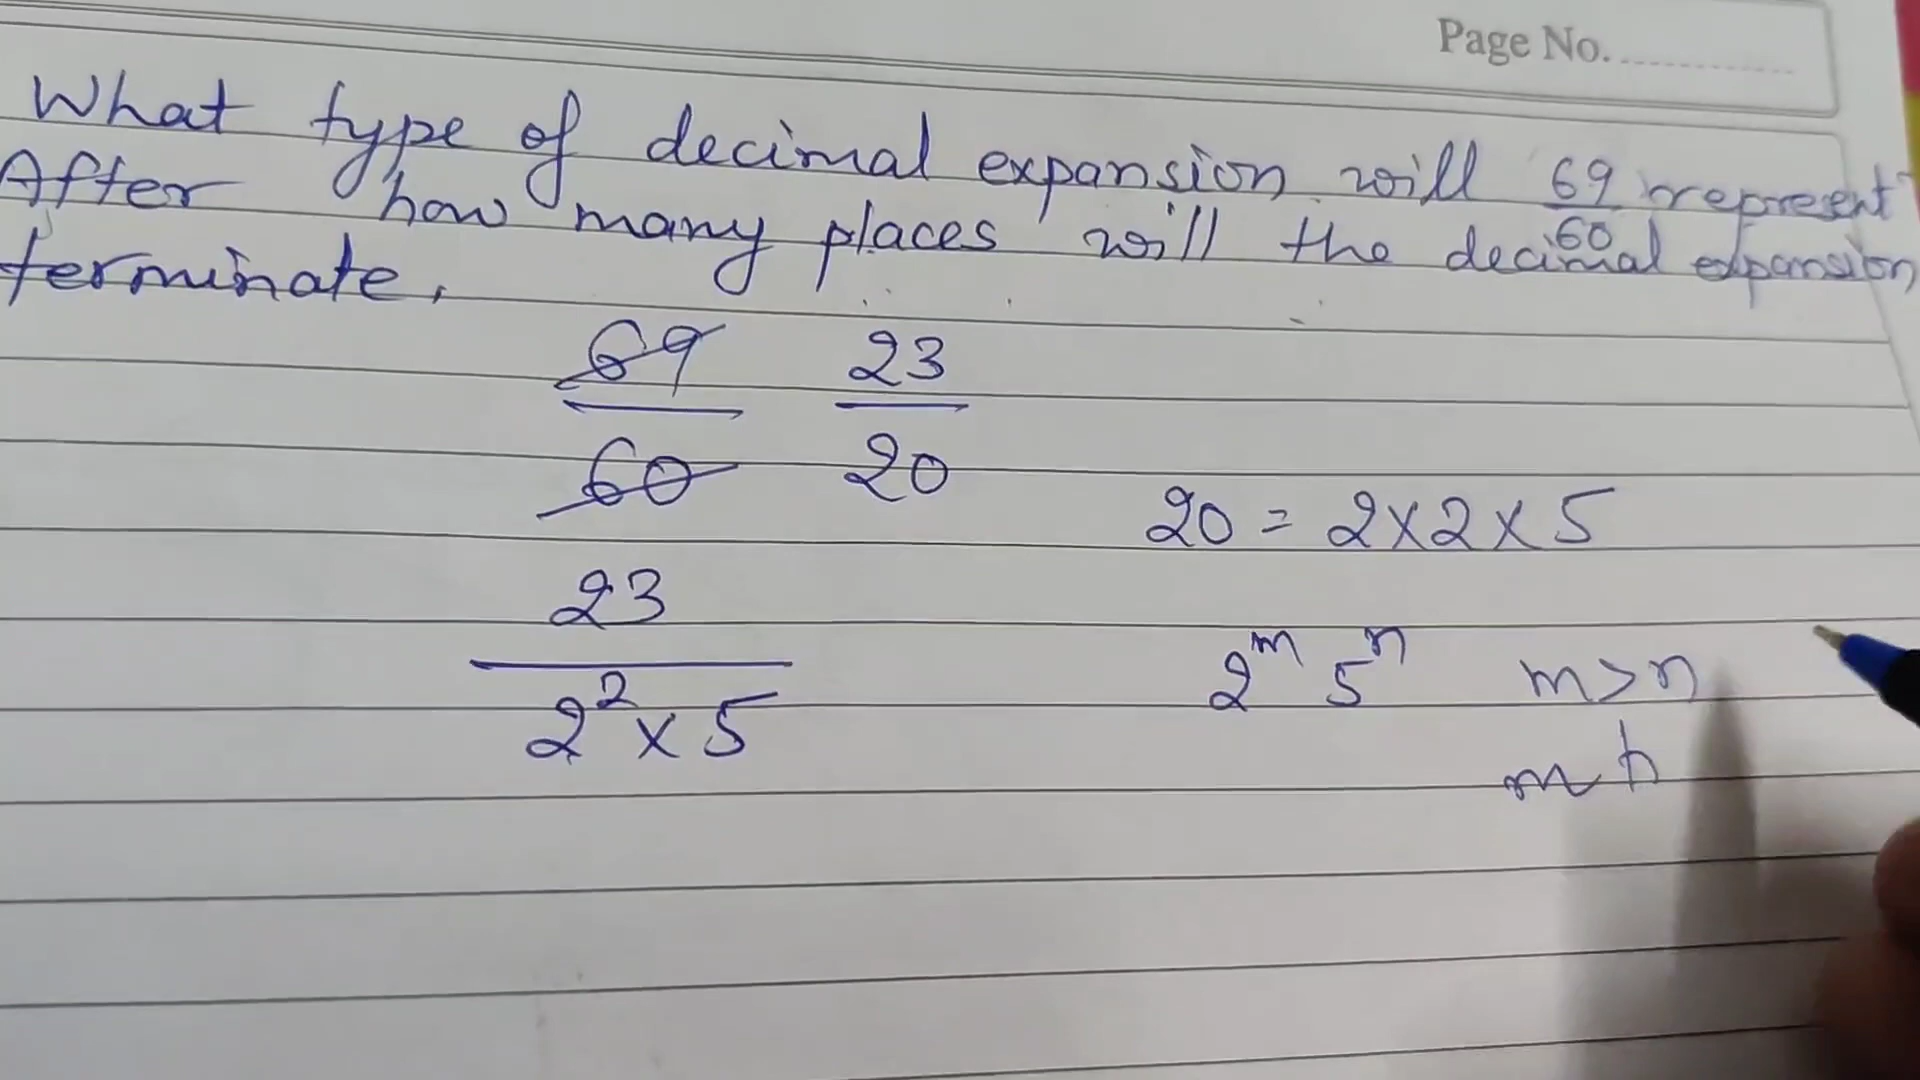 Page No. ............
What type of decimal expansion will 69/60 represent
After how many places will the decimal expansion
terminate.
69/60 23/20
20 = 2×2×5
23/2²×5
2^m 5^n m>n
m